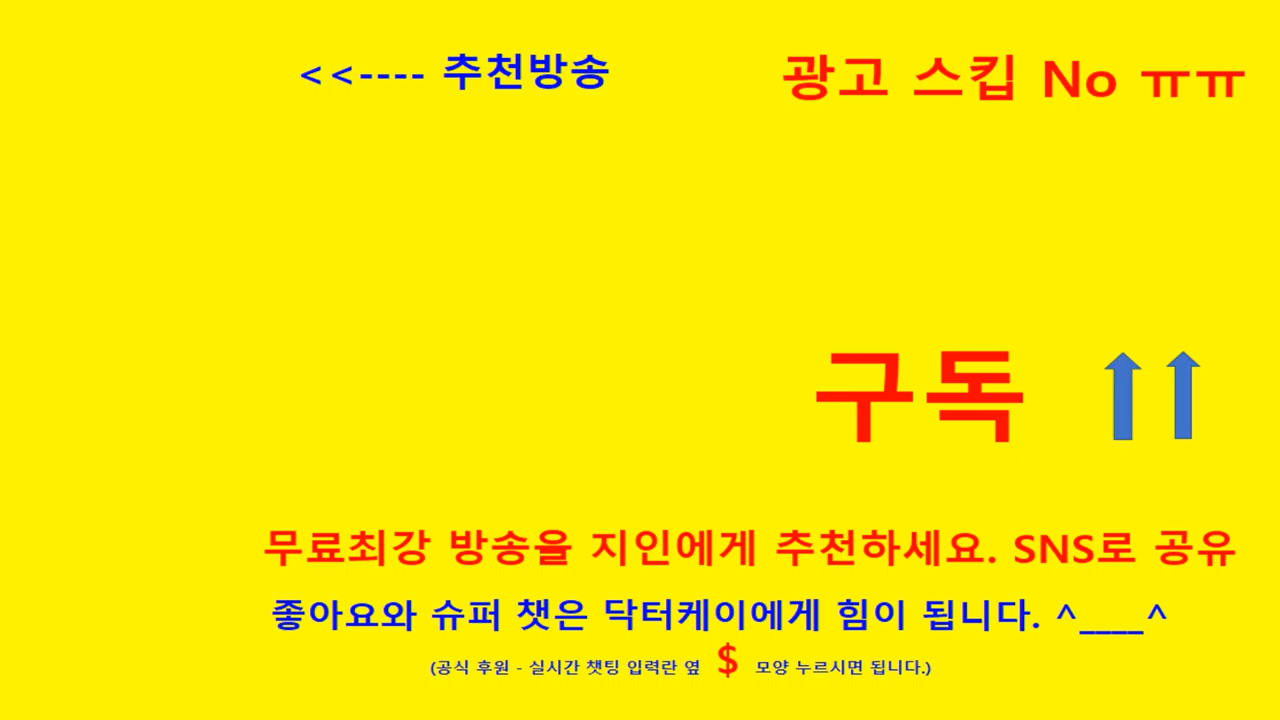 <<---- 추천방송
광고 스킵 No ㅠㅠ
구독
무료최강 방송을 지인에게 추천하세요. SNS로 공유
좋아요와 슈퍼 챗은 닥터케이에게 힘이 됩니다. ^____^
(공식 후원 - 실시간 챗팅 입력란 옆 $ 모양 누르시면 됩니다.)